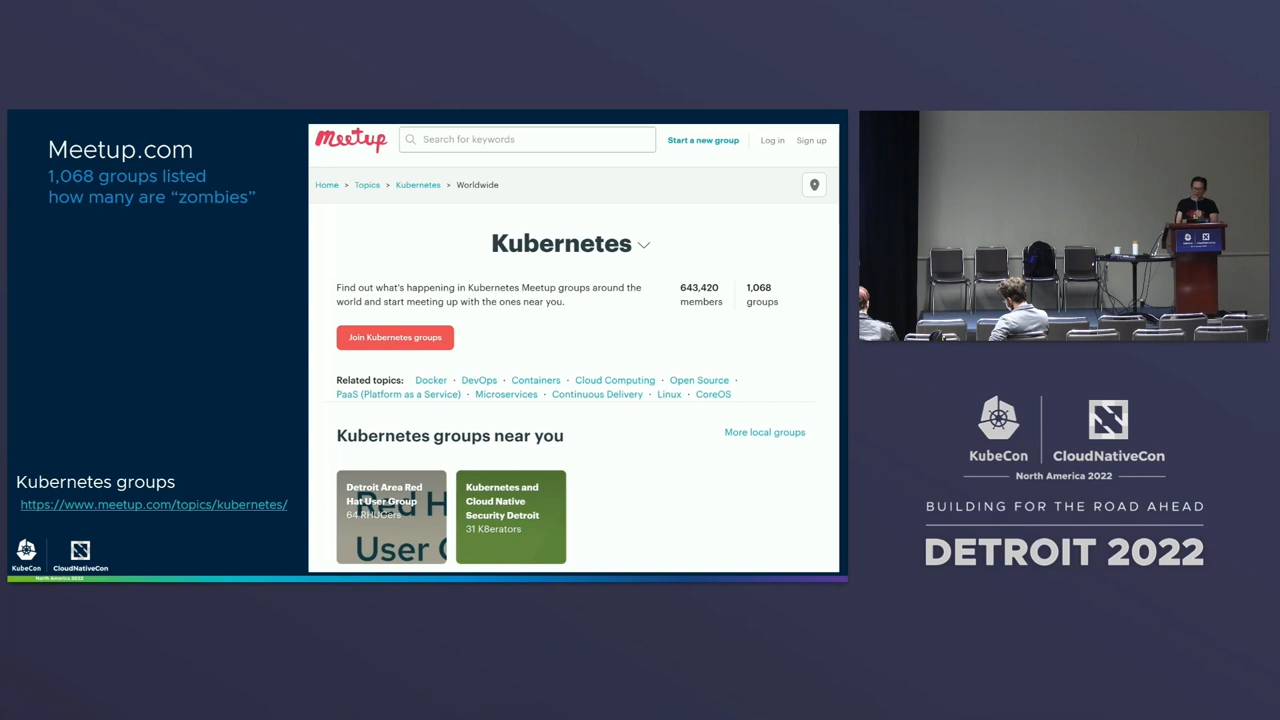 Meetup.com
1,068 groups listed
how many are “zombies”
Meetup
Search for keywords
Start a new group
Log in
Sign up
Home > Topics > Kubernetes > Worldwide
Kubernetes
Find out what's happening in Kubernetes Meetup groups around the
world and start meeting up with the ones near you.
643,420
members
1,068
groups
Join Kubernetes groups
Related topics: Docker · DevOps · Containers · Cloud Computing · Open Source ·
PaaS (Platform as a Service) · Microservices · Continuous Delivery · Linux · CoreOS
Kubernetes groups near you
More local groups
Detroit Area Red
Hat User Group
64 RHUGers
Red H
User G
Kubernetes and
Cloud Native
Security Detroit
31 K8erators
Kubernetes groups
https://www.meetup.com/topics/kubernetes/
KubeCon
CloudNativeCon
North America 2022
KubeCon
CloudNativeCon
North America 2022
BUILDING FOR THE ROAD AHEAD
DETROIT 2022